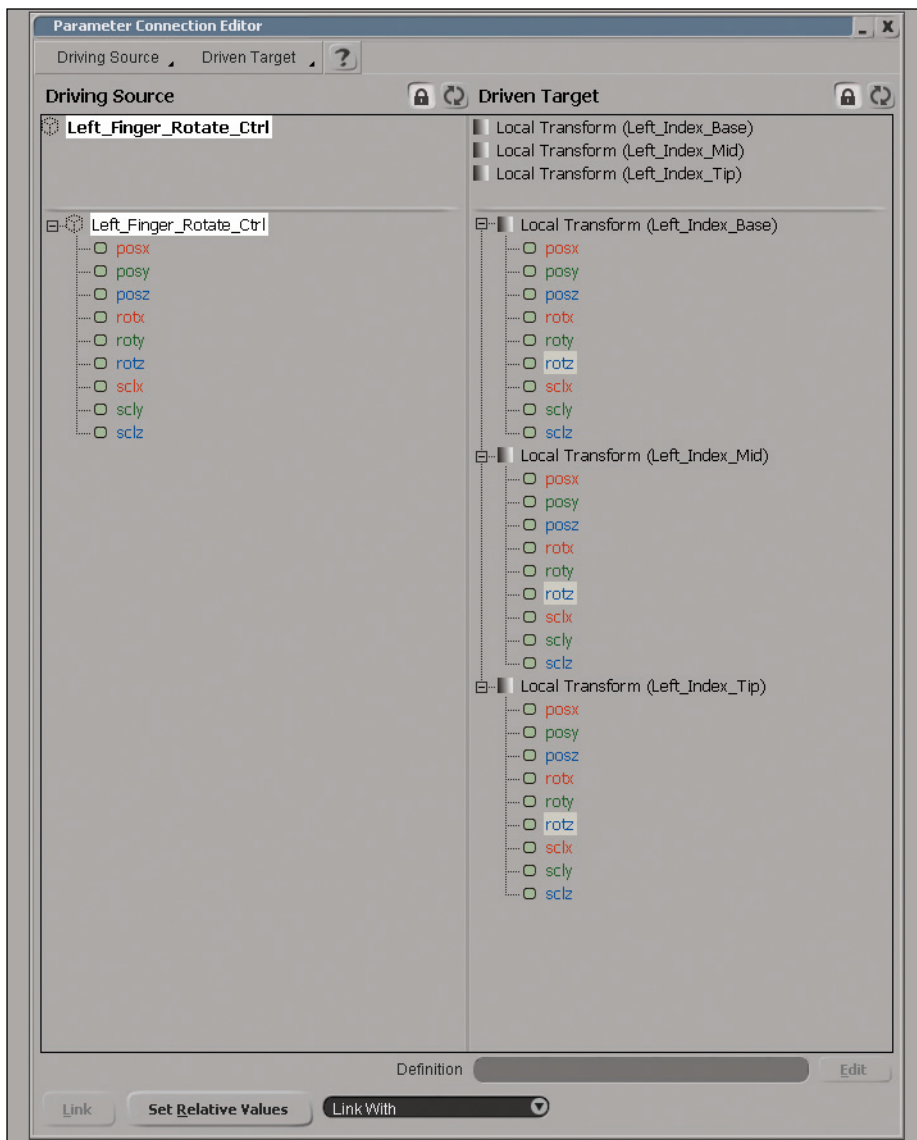 Parameter Connection Editor
_ X
Driving Source Driven Target ?
Driving Source
Left_Finger_Rotate_Ctrl
Left_Finger_Rotate_Ctrl
posx
posy
posz
rotx
roty
rotz
sclx
scly
sclz
Driven Target
Local Transform (Left_Index_Base)
Local Transform (Left_Index_Mid)
Local Transform (Left_Index_Tip)
Local Transform (Left_Index_Base)
posx
posy
posz
rotx
roty
rotz
sclx
scly
sclz
Local Transform (Left_Index_Mid)
posx
posy
posz
rotx
roty
rotz
sclx
scly
sclz
Local Transform (Left_Index_Tip)
posx
posy
posz
rotx
roty
rotz
sclx
scly
sclz
Definition Edit
Link Set Relative Values Link With